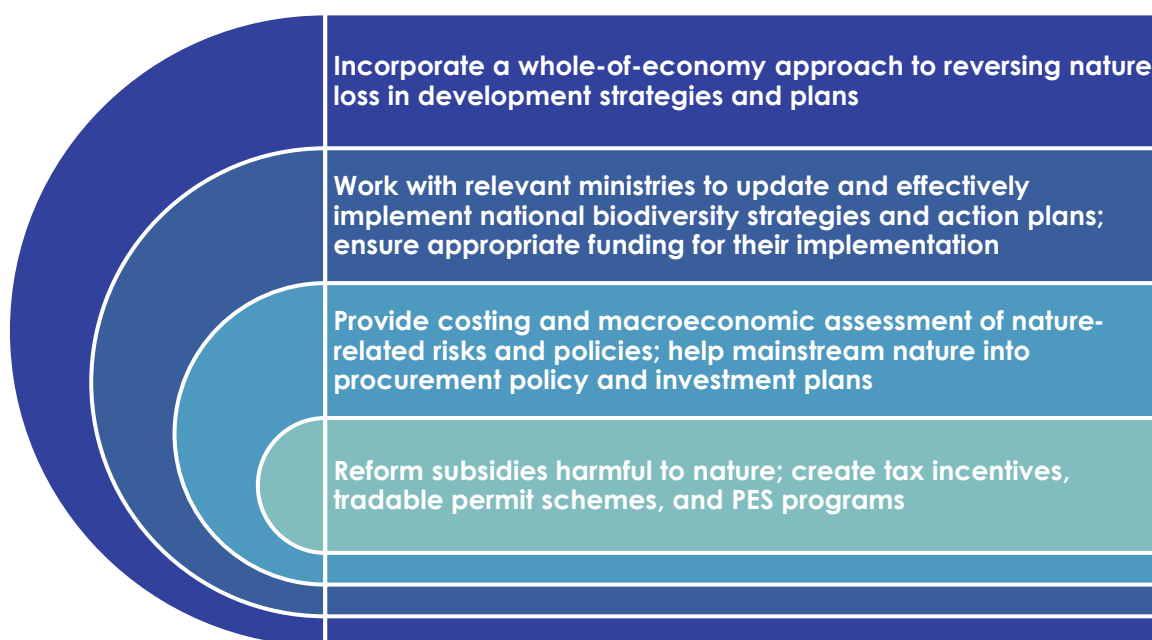 Incorporate a whole-of-economy approach to reversing nature
loss in development strategies and plans
Work with relevant ministries to update and effectively
implement national biodiversity strategies and action plans;
ensure appropriate funding for their implementation
Provide costing and macroeconomic assessment of nature-
related risks and policies; help mainstream nature into
procurement policy and investment plans
Reform subsidies harmful to nature; create tax incentives,
tradable permit schemes, and PES programs